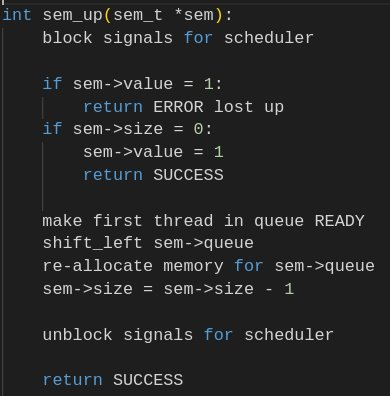 int sem_up(sem_t *sem):
    block signals for scheduler

    if sem->value = 1:
        return ERROR lost up
    if sem->size = 0:
        sem->value = 1
        return SUCCESS

    make first thread in queue READY
    shift_left sem->queue
    re-allocate memory for sem->queue
    sem->size = sem->size - 1

    unblock signals for scheduler

    return SUCCESS